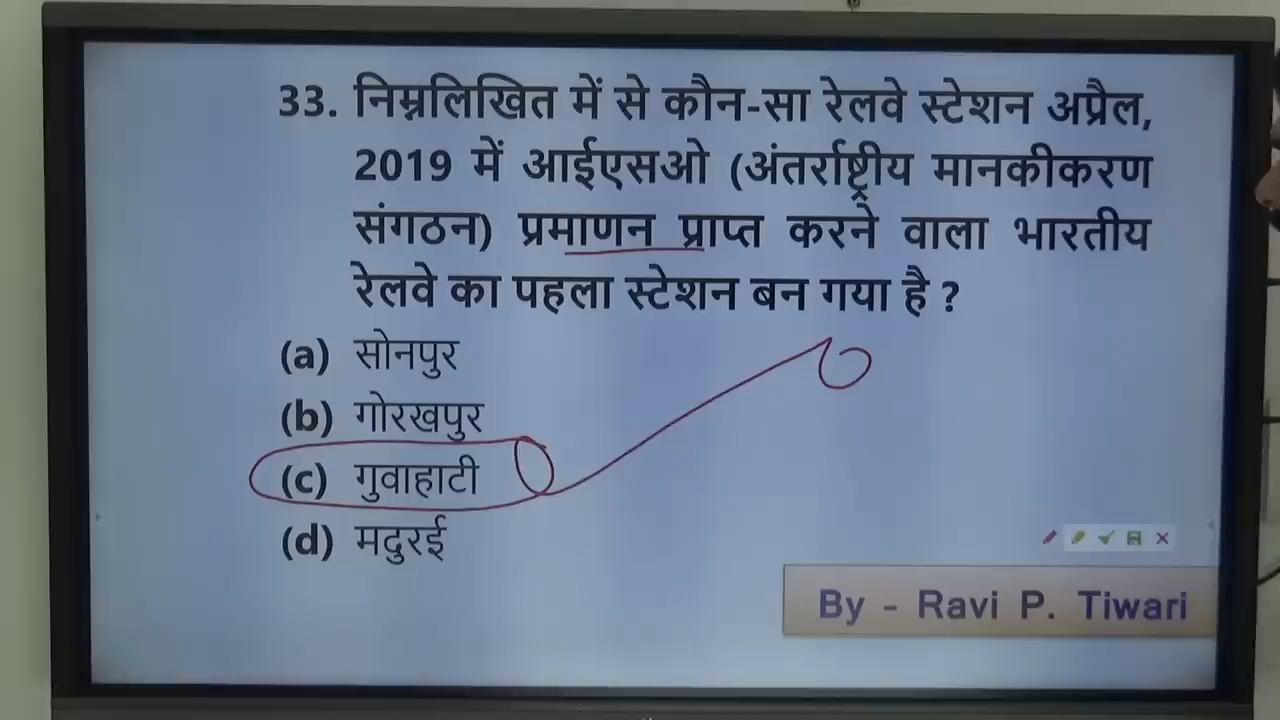 33. निम्नलिखित में से कौन-सा रेलवे स्टेशन अप्रैल,
2019 में आईएसओ (अंतर्राष्ट्रीय मानकीकरण
संगठन) प्रमाणन प्राप्त करने वाला भारतीय
रेलवे का पहला स्टेशन बन गया है ?
(a) सोनपुर
(b) गोरखपुर
(c) गुवाहाटी
(d) मदुरई
By - Ravi P. Tiwari